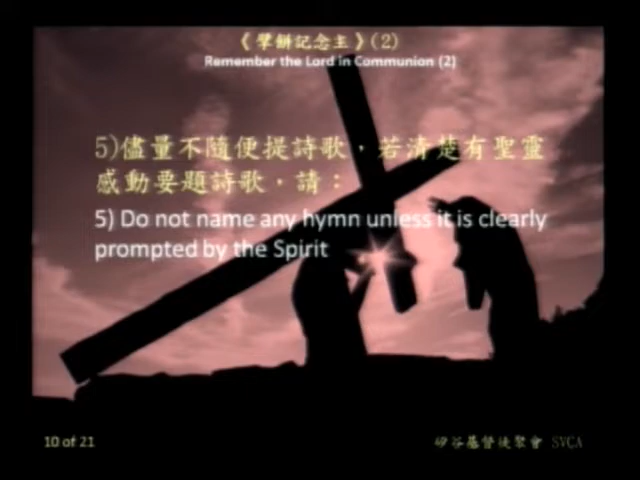 《擘餅記念主》(2)
Remember the Lord in Communion (2)
5)儘量不隨便提詩歌，若清楚有聖靈
感動要題詩歌，請：
5) Do not name any hymn unless it is clearly
prompted by the Spirit
10 of 21
矽谷基督徒聚會 SVCA